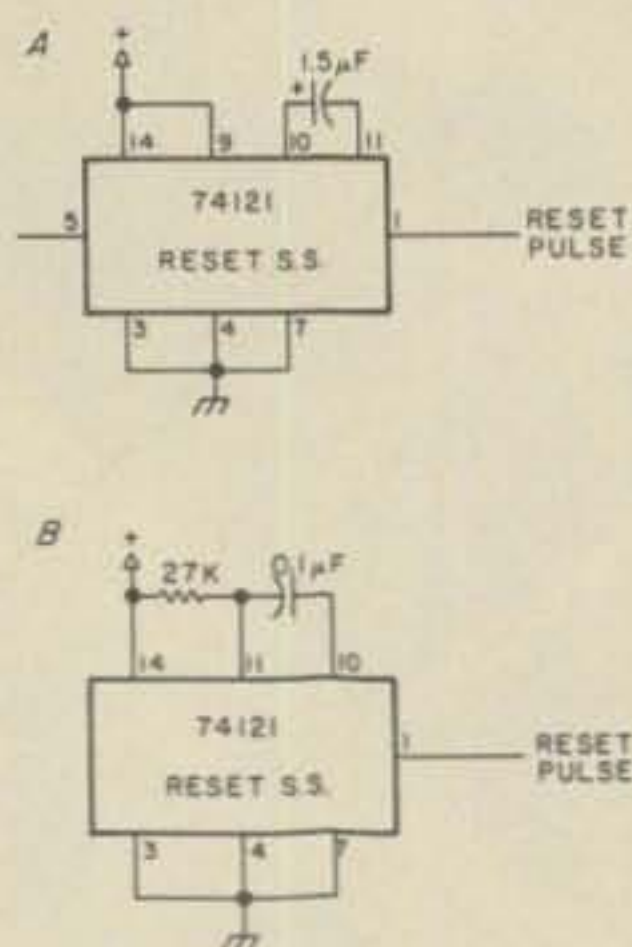 A
+
1.5µF
+
14
9
10
11
74121
5
1
RESET
PULSE
RESET S.S.
3
4
7
B
+
27K
0.1µF
14
11
10
74121
1
RESET
PULSE
RESET S.S.
3
4
7